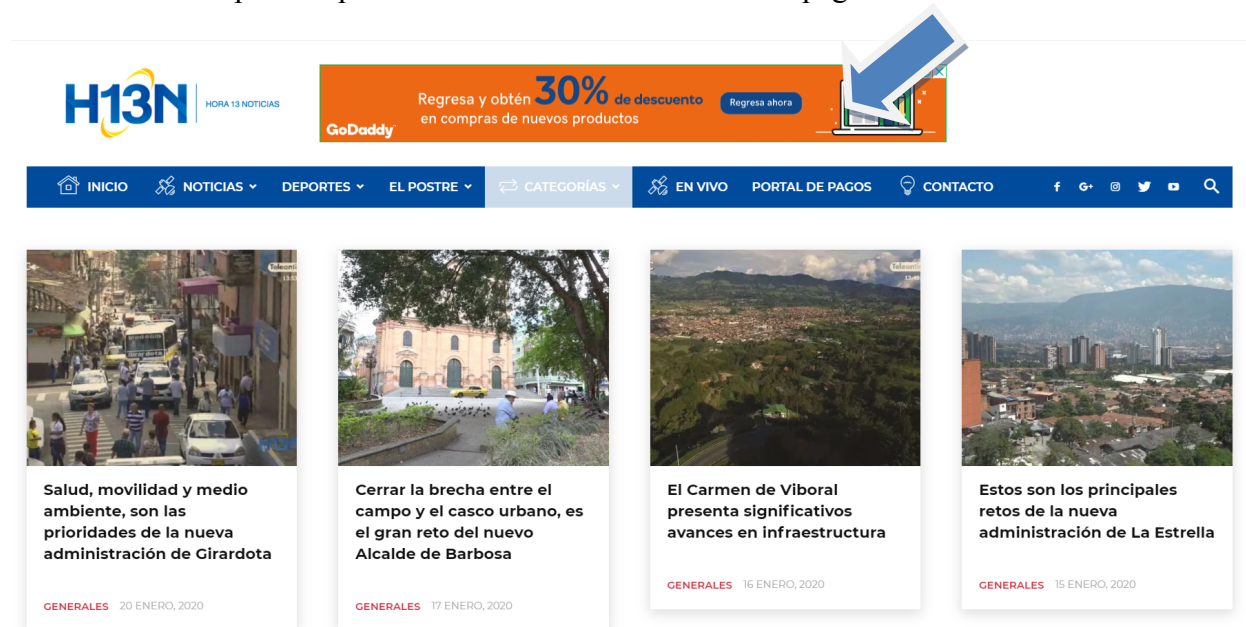 H13N HORA 13 NOTICIAS
Regresa y obtén 30% de descuento
en compras de nuevos productos
Regresa ahora
GoDaddy
INICIO NOTICIAS DEPORTES EL POSTRE CATEGORÍAS EN VIVO PORTAL DE PAGOS CONTACTO
Salud, movilidad y medio
ambiente, son las
prioridades de la nueva
administración de Girardota
GENERALES 20 ENERO, 2020
Cerrar la brecha entre el
campo y el casco urbano, es
el gran reto del nuevo
Alcalde de Barbosa
GENERALES 17 ENERO, 2020
El Carmen de Viboral
presenta significativos
avances en infraestructura
GENERALES 16 ENERO, 2020
Estos son los principales
retos de la nueva
administración de La Estrella
GENERALES 15 ENERO, 2020